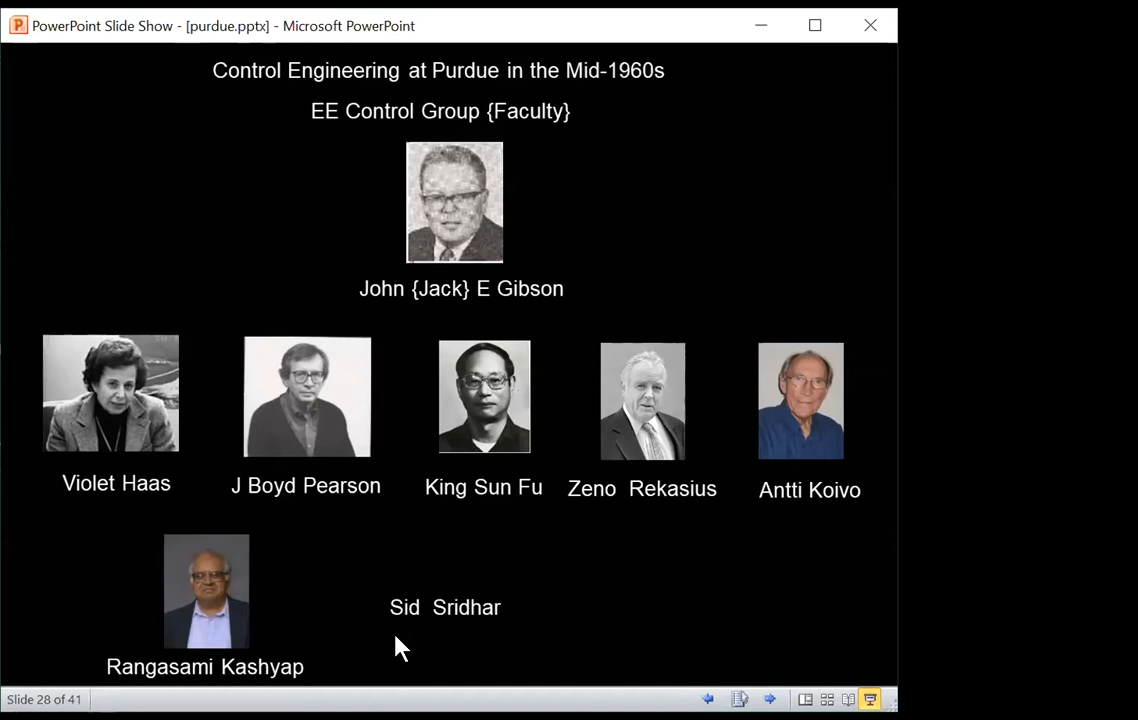 PowerPoint Slide Show - [purdue.pptx] - Microsoft PowerPoint
Control Engineering at Purdue in the Mid-1960s
EE Control Group {Faculty}
John {Jack} E Gibson
Violet Haas
J Boyd Pearson
King Sun Fu
Zeno Rekasius
Antti Koivo
Sid Sridhar
Rangasami Kashyap
Slide 28 of 41